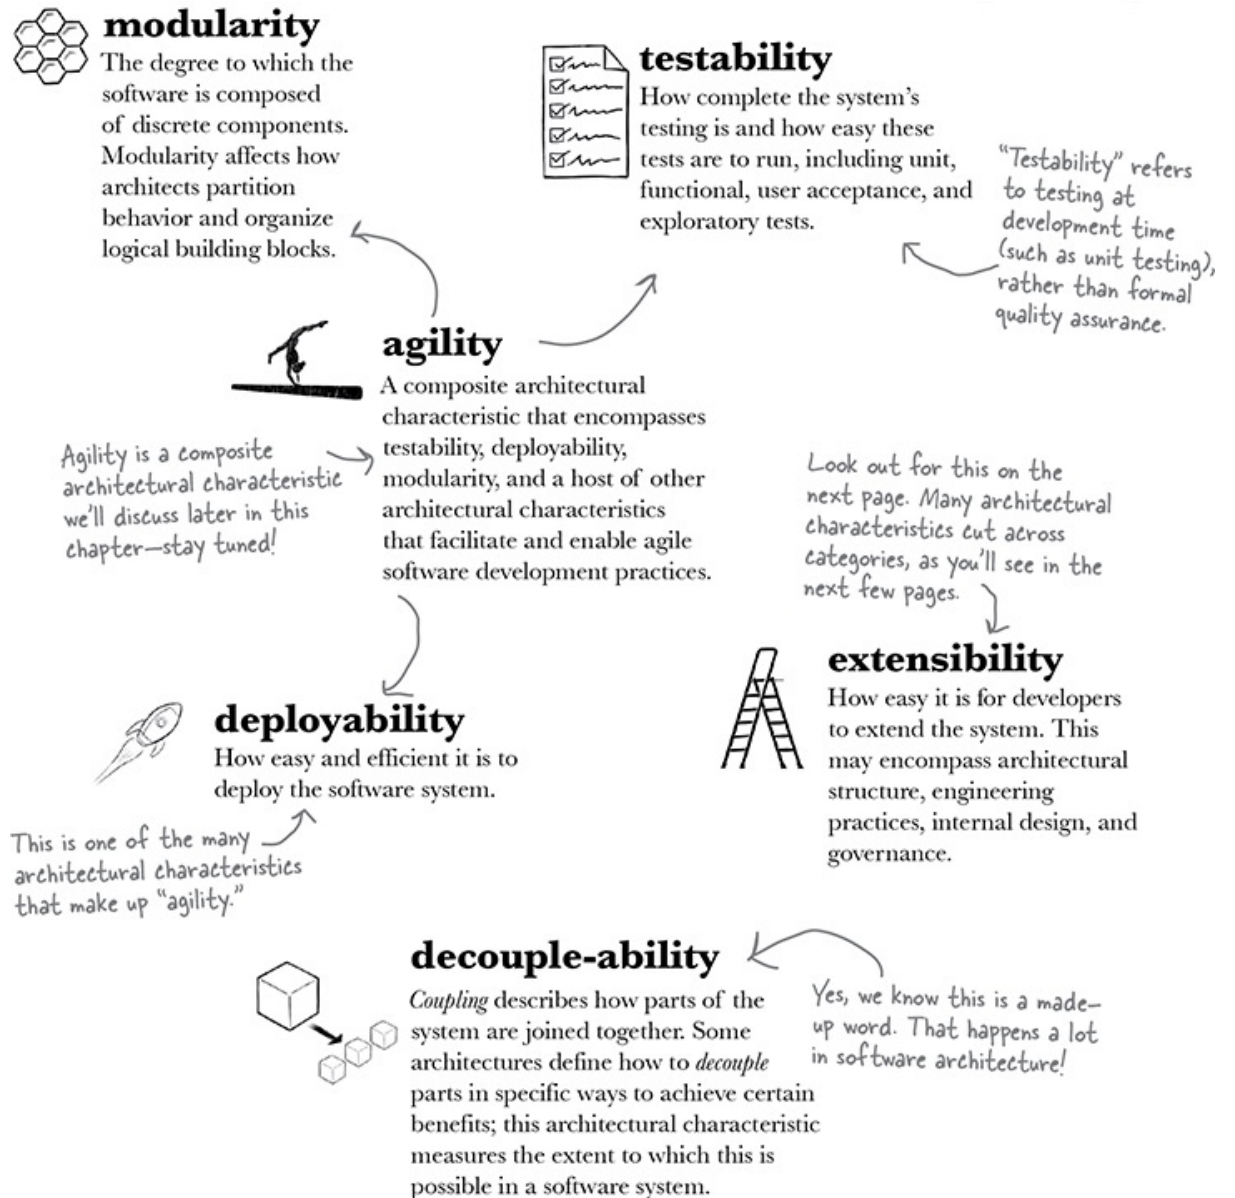 modularity
The degree to which the
software is composed
of discrete components.
Modularity affects how
architects partition
behavior and organize
logical building blocks.
testability
How complete the system's
testing is and how easy these
tests are to run, including unit,
functional, user acceptance, and
exploratory tests.
"Testability" refers
to testing at
development time
(such as unit testing),
rather than formal
quality assurance.
agility
A composite architectural
characteristic that encompasses
testability, deployability,
modularity, and a host of other
architectural characteristics
that facilitate and enable agile
software development practices.
Agility is a composite
architectural characteristic
we'll discuss later in this
chapter—stay tuned!
Look out for this on the
next page. Many architectural
characteristics cut across
categories, as you'll see in the
next few pages.
extensibility
How easy it is for developers
to extend the system. This
may encompass architectural
structure, engineering
practices, internal design, and
governance.
deployability
How easy and efficient it is to
deploy the software system.
This is one of the many
architectural characteristics
that make up "agility."
decouple-ability
Coupling describes how parts of the
system are joined together. Some
architectures define how to decouple
parts in specific ways to achieve certain
benefits; this architectural characteristic
measures the extent to which this is
possible in a software system.
Yes, we know this is a made-
up word. That happens a lot
in software architecture!